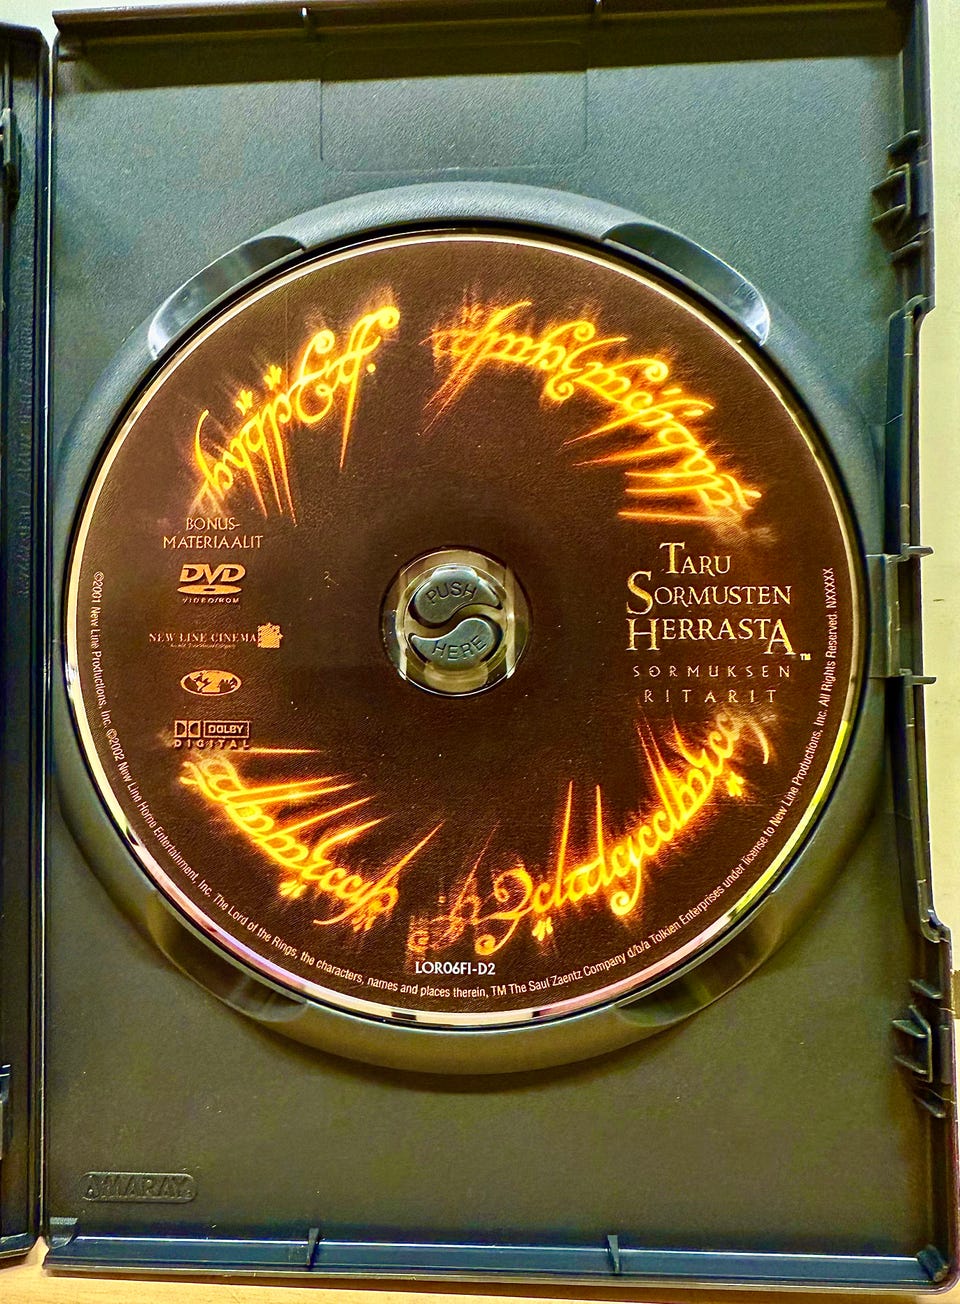 BONUS-
MATERIAALIT
DVD
VIDEO/ROM
NEW LINE CINEMA
DOLBY
DIGITAL
PUSH
HERE
TARU
SORMUSTEN
HERRASTA™
SORMUKSEN
RITARIT
LOR06FI-D2
©2001 New Line Productions, Inc. ©2002 New Line Home Entertainment, Inc. The Lord of the Rings, the characters, names and places therein, TM The Saul Zaentz Company d/b/a Tolkien Enterprises under license to New Line Productions, Inc. All Rights Reserved. NXXXXX
AMARAY